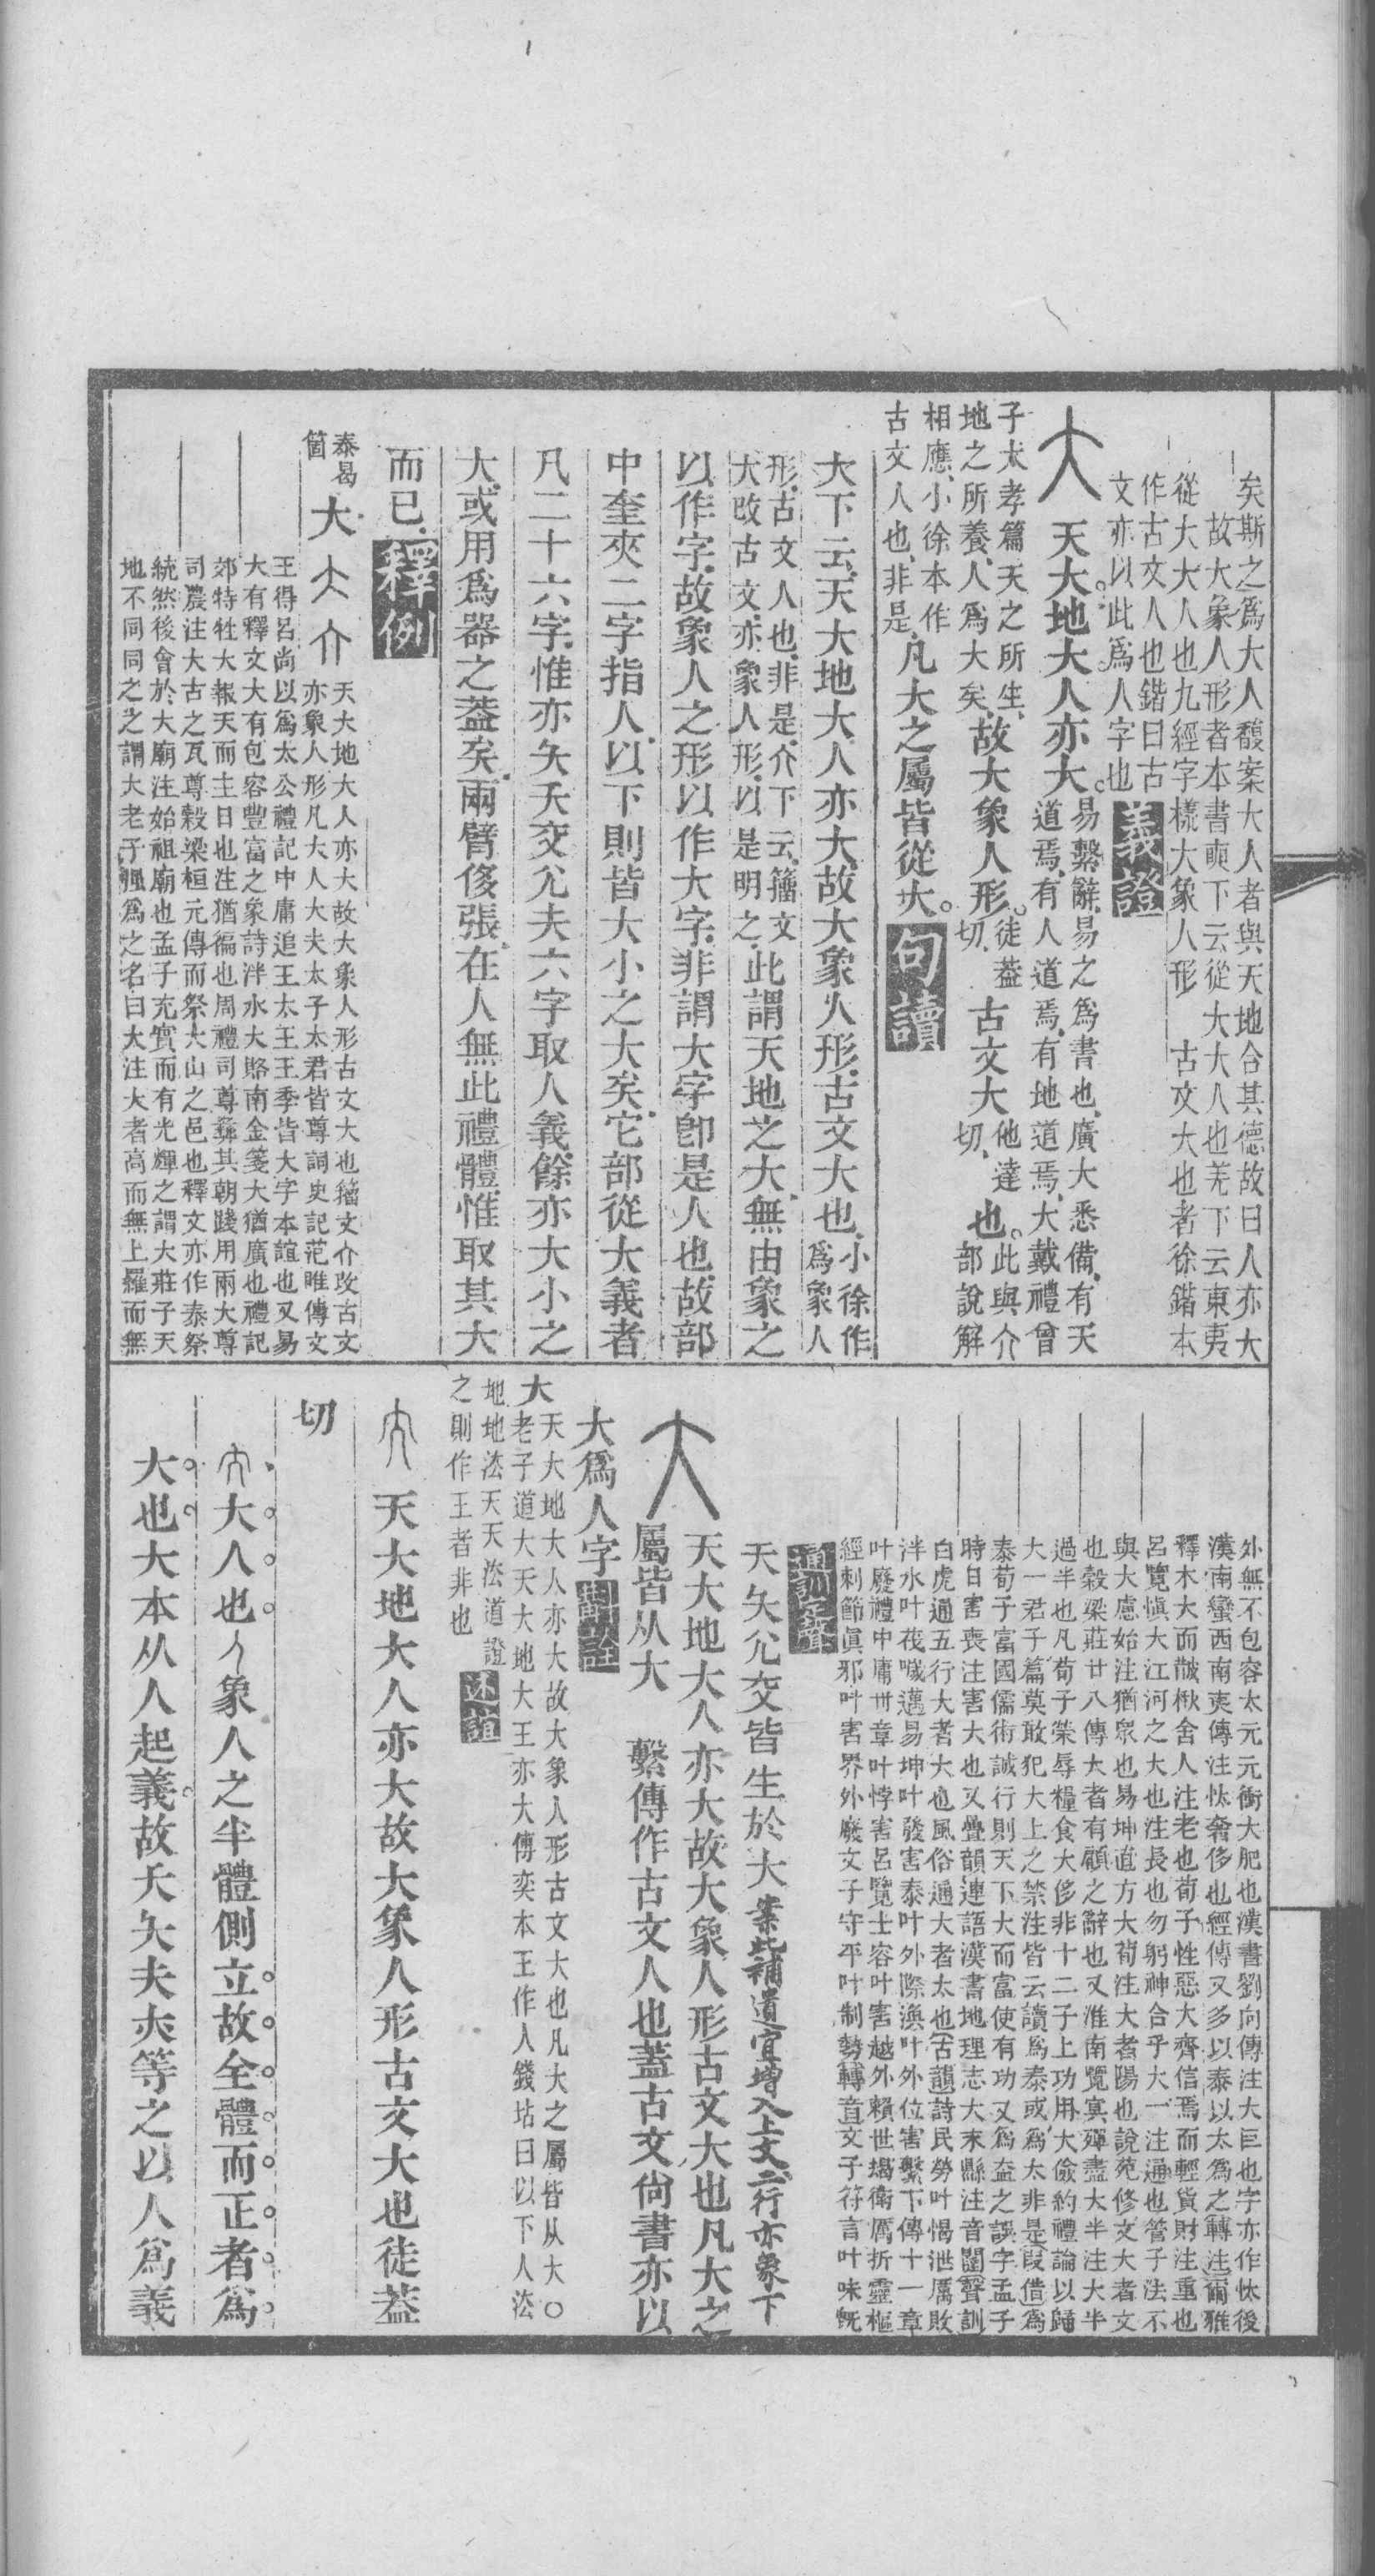 矣斯之爲大人馥案大人者與天地合其德故曰人亦大
故大象人形者本書奭下云從大大人也羌下云東夷
從大大人也九經字樣大象人形 古文大也者徐鍇本
作古文人也鍇曰古
文亦以此爲人字也
義證
大 天大地大人亦大
易繫辭易之爲書也廣大悉備有天
道焉有人道焉有地道焉大戴禮曾
子大孝篇天之所生
地之所養人爲大矣
故大象人形
徒蓋
切
古文大
他達
切
也
此與介
部說解
相應小徐本作
古文人也非是
凡大之屬皆從大
句讀
大下云天大地大人亦大故大象人形古文大也
小徐作
爲象人
形古文人也非是介下云籒文
大改古文亦象人形以是明之
此謂天地之大無由象之
以作字故象人之形以作大字非謂大字卽是人也故部
中奎夾二字指人以下則皆大小之大矣它部從大義者
凡二十六字惟亦矢夭交尣夫六字取人義餘亦大小之
大或用爲器之葢矣兩臂侈張在人無此禮體惟取其大
而已
釋例
泰曷
箇
大
天大地大人亦大故大象人形古文大也籒文介改古文
亦象人形凡大人大夫太子太君皆尊詞史記范睢傳文
王得呂尚以爲太公禮記中庸追王太王王季皆大字本誼也又易
大有釋文大有包容豐富之象詩泮水大賂南金箋大猶廣也禮記
郊特牲大報天而主日也注猶徧也周禮司尊彝其朝踐用兩大尊
司農注大古之瓦尊穀梁桓元傳而祭大山之邑也釋文亦作泰祭
統然後會於大廟注始祖廟也孟子充實而有光輝之謂大莊子天
地不同同之之謂大老子強爲之名曰大注大者高而無上羅而無
外無不包容太元元衝大肥也漢書劉向傳注大巨也字亦作忕後
漢南蠻西南夷傳注忕奢侈也經傳又多以泰以太爲之轉注爾雅
釋木大而皵楸舍人注老也荀子性惡大齊信焉而輕貨財注重也
呂覽愼大江河之大也注長也勿躬神合乎大一注通也管子法不
與大慮始注猶衆也易坤直方大荀注大者陽也說苑修文大者文
也穀梁莊廿八傳大者有顧之辭也又淮南覽冥殫盡大半注大半
過半也凡荀子榮辱糧食大侈非十二子上功用大儉約禮論以歸
大一君子篇莫敢犯大上之禁注皆云讀爲泰或爲太非是叚借爲
泰荀子富國儒術誠行則天下大而富使有功又爲㚐之誤字孟子
時日害喪注害大也又疊韻連語漢書地理志大末縣注音闥聲訓
白虎通五行大者大也風俗通大者太也古韻詩民勞叶愒泄厲敗
泮水叶茷噦邁易坤叶發害泰叶外際渙叶外位害繫下傳十一章
叶廢禮中庸卅章叶悖害呂覽士容叶害越外賴世竭衞厲折靈樞
經刺節眞邪叶害界外廢文子守平叶制勢轉音文子符言叶味旣
通訓定聲
天矢尣交皆生於大
案此補遺宜增入上文二行亦象下
大 天大地大人亦大故大象人形古文大也凡大之
屬皆从大 繫傳作古文人也蓋古文尙書亦以
大爲人字
斠詮
大
天大地大人亦大故大象人形古文大也凡大之屬皆从大○
老子道大天大地大王亦大傅奕本王作人錢坫曰以下人法
地地法天天法道證
之則作王者非也
述誼
天大地大人亦大故大象人形古文大也徒蓋
切
大人也象人之半體側立故全體而正者爲
大也大本从人起義故夭矢夫夾等之以人爲義